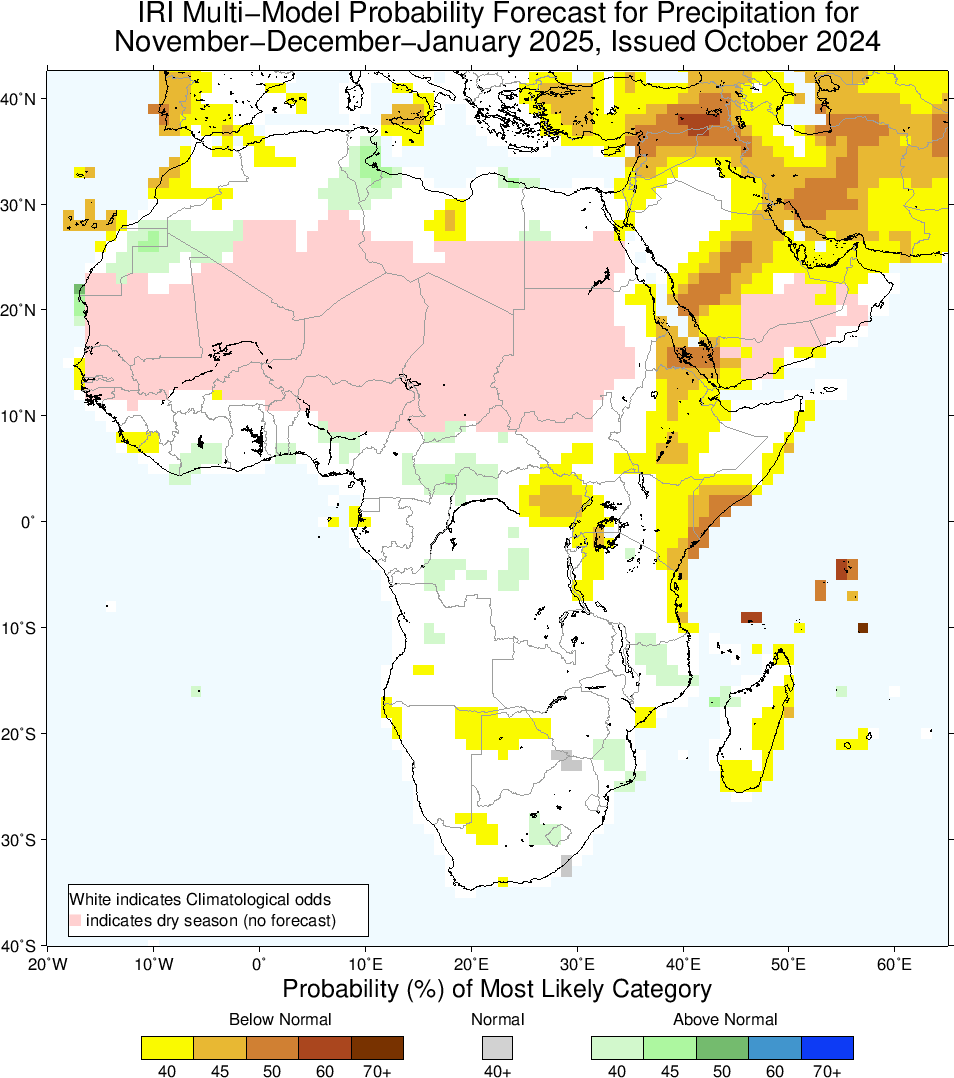 IRI Multi−Model Probability Forecast for Precipitation for
November−December−January 2025, Issued October 2024
40˚N
30˚N
20˚N
10˚N
0˚
10˚S
20˚S
30˚S
40˚S
White indicates Climatological odds
indicates dry season (no forecast)
20˚W 10˚W 0˚ 10˚E 20˚E 30˚E 40˚E 50˚E 60˚E
Probability (%) of Most Likely Category
Below Normal Normal Above Normal
40 45 50 60 70+ 40+ 40 45 50 60 70+